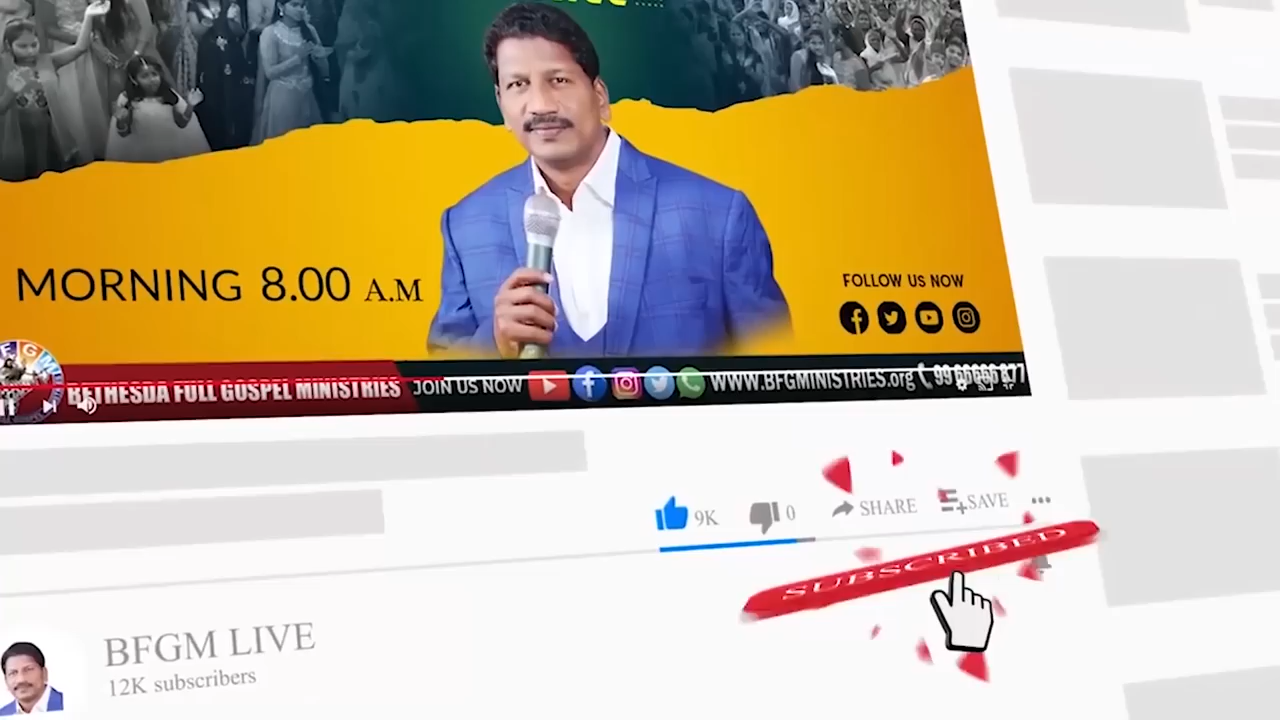 MORNING 8.00 A.M
FOLLOW US NOW
BETHESDA FULL GOSPEL MINISTRIES JOIN US NOW WWW.BFGMINISTRIES.org
9K 0 SHARE SAVE
SUBSCRIBED
BFGM LIVE
12K subscribers